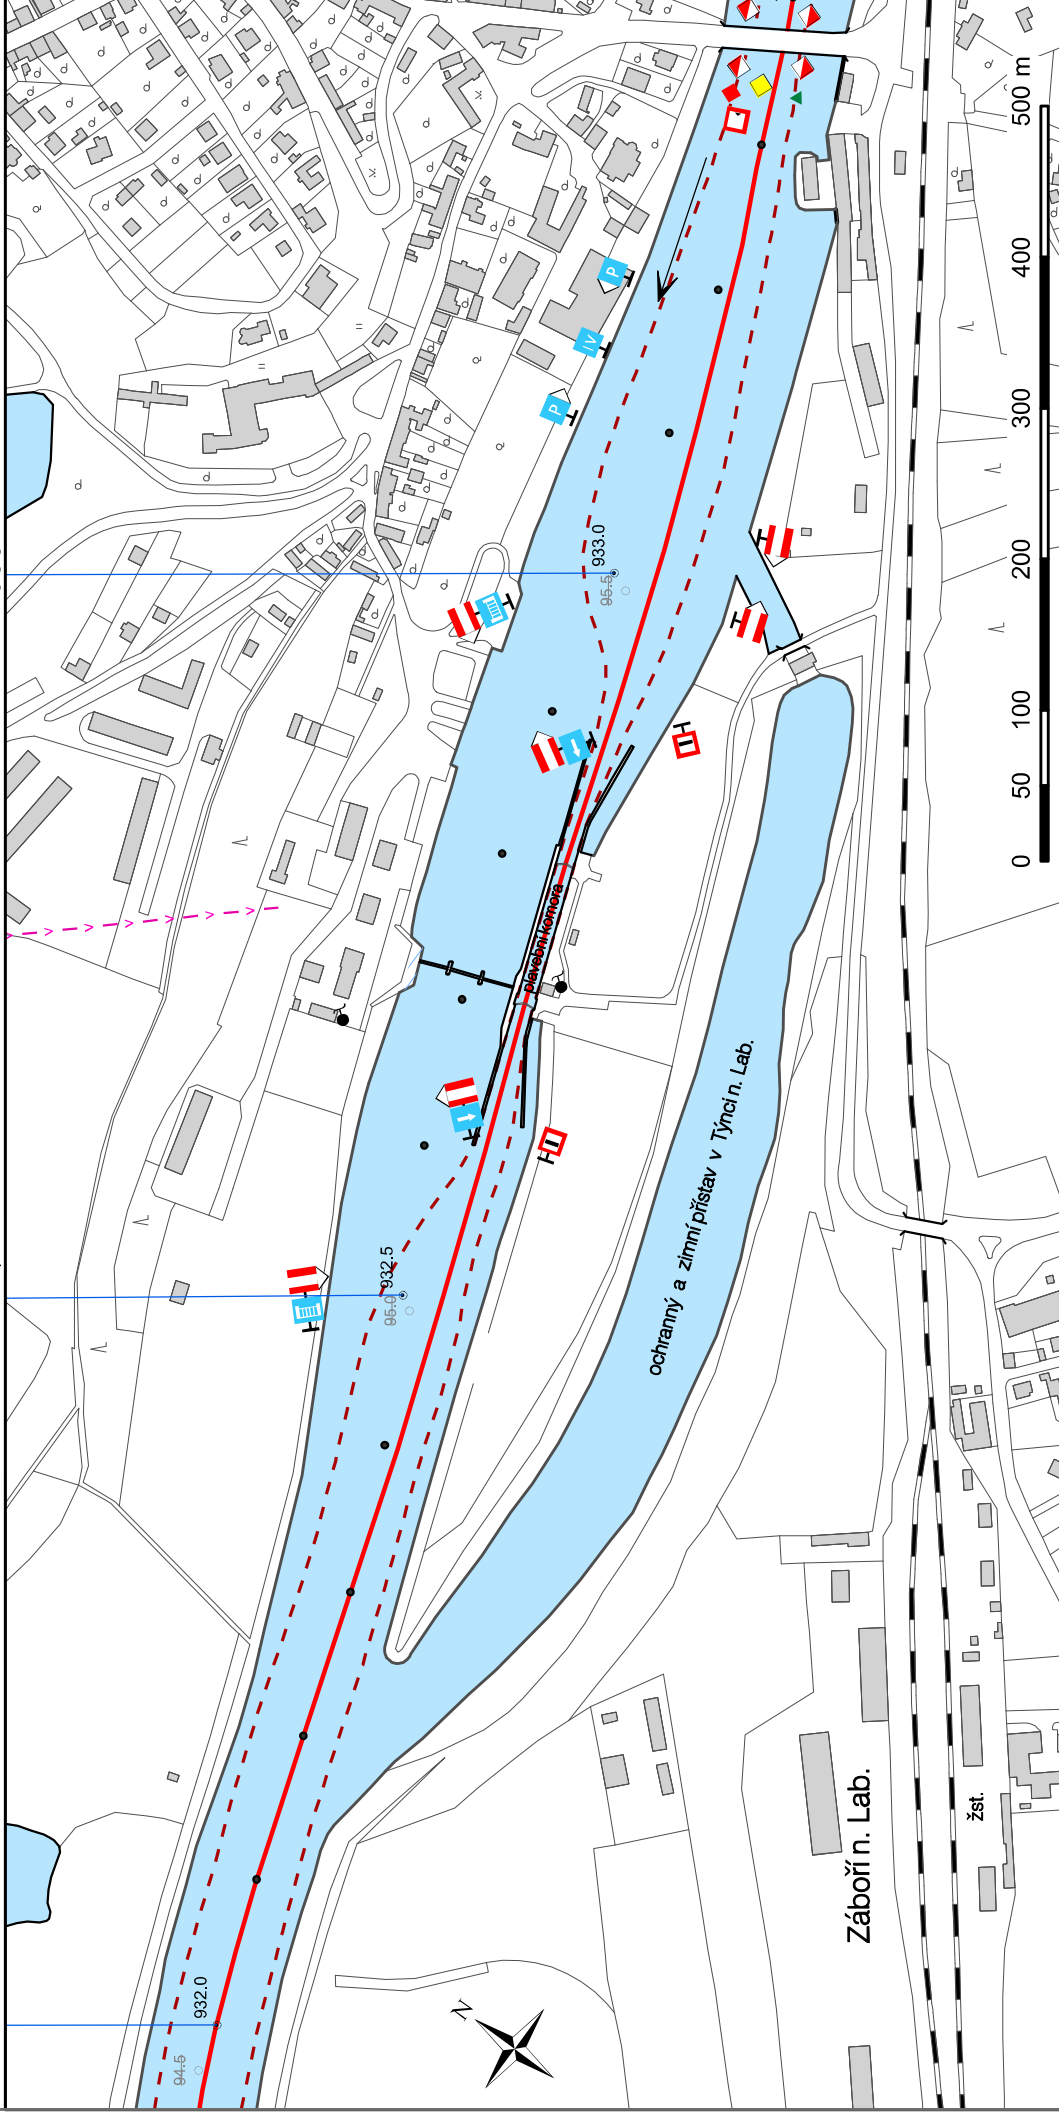 500 m
400
300
200
100
50
0
P
IV
P
933.0
95.5
plavební komora
932.5
95.0
ochranný a zimní přístav v Týnci n. Lab.
932.0
94.5
N
Záboří n. Lab.
žst.